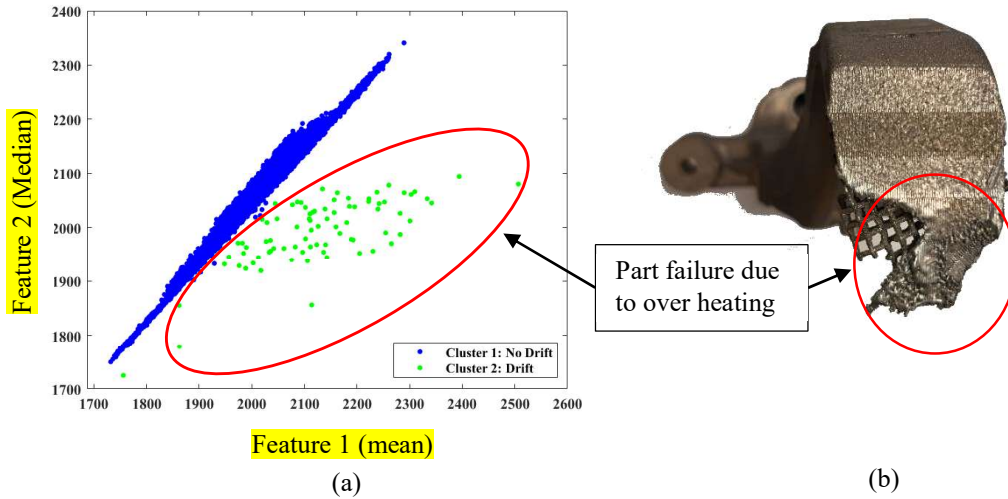 2400
2300
2200
2100
2000
1900
1800
1700
Feature 2 (Median)
1700 1800 1900 2000 2100 2200 2300 2400 2500 2600
Feature 1 (mean)
Cluster 1: No Drift
Cluster 2: Drift
(a)
Part failure due
to over heating
(b)